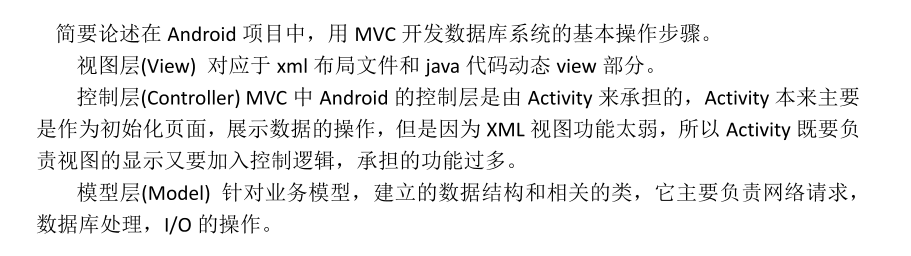 简要论述在 Android 项目中，用 MVC 开发数据库系统的基本操作步骤。
视图层(View) 对应于 xml 布局文件和 java 代码动态 view 部分。
控制层(Controller) MVC 中 Android 的控制层是由 Activity 来承担的，Activity 本来主要
是作为初始化页面，展示数据的操作，但是因为 XML 视图功能太弱，所以 Activity 既要负
责视图的显示又要加入控制逻辑，承担的功能过多。
模型层(Model) 针对业务模型，建立的数据结构和相关的类，它主要负责网络请求，
数据库处理，I/O 的操作。